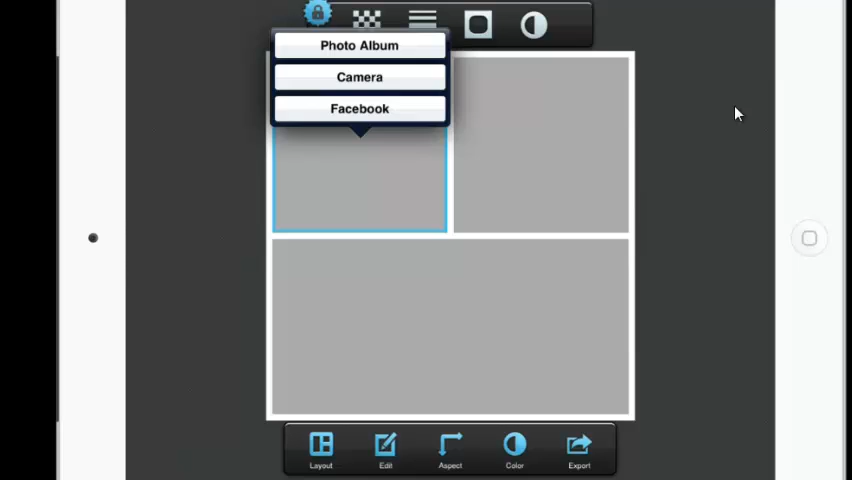 Photo Album
Camera
Facebook
Layout
Edit
Aspect
Color
Export